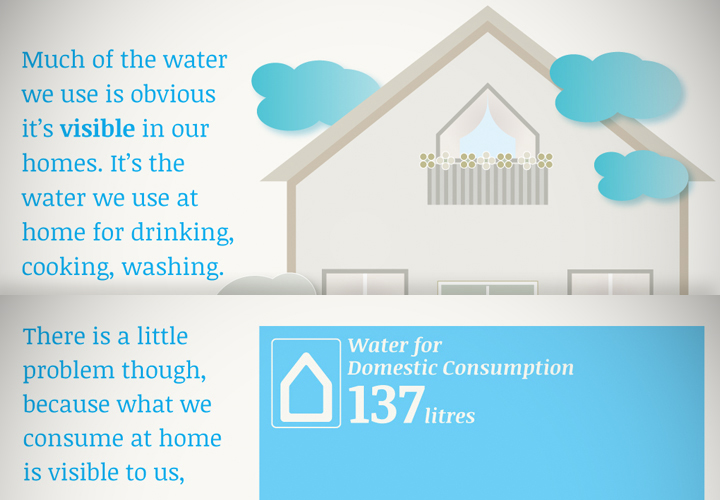 Much of the water
we use is obvious
it’s visible in our
homes. It’s the
water we use at
home for drinking,
cooking, washing.
There is a little
problem though,
because what we
consume at home
is visible to us,
Water for
Domestic Consumption
137 litres